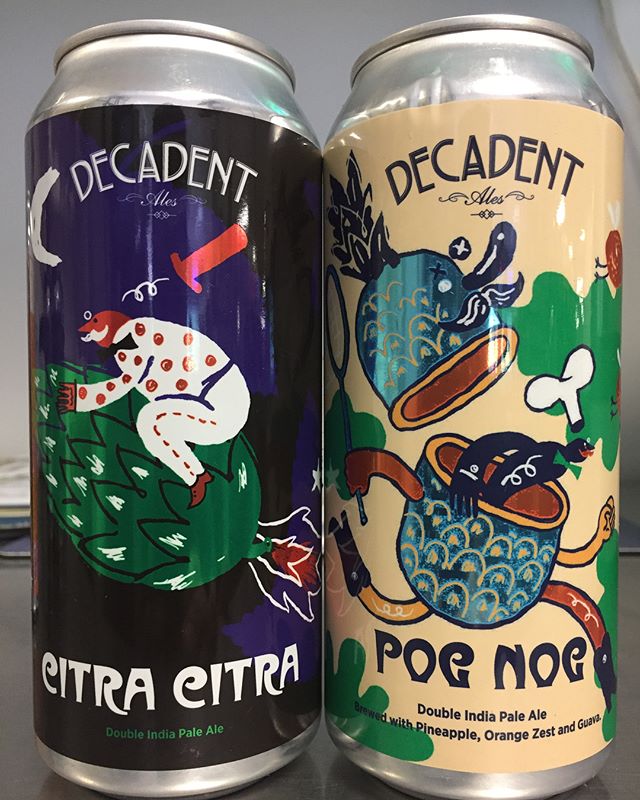 DECADENT
Ales
CITRA CITRA
Double India Pale Ale
DECADENT
Ales
POG NOG
Double India Pale Ale
Brewed with Pineapple, Orange Zest and Guava.